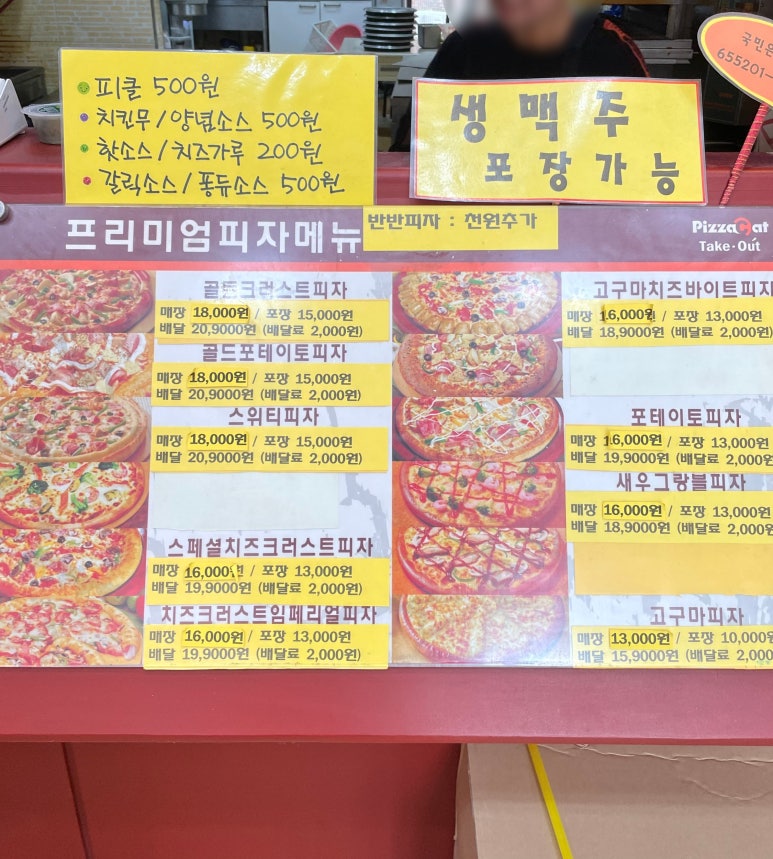 피클 500원
치킨무/양념소스 500원
핫소스/치즈가루 200원
갈릭소스/퐁듀소스 500원
생맥주
포장가능
국민은
655201-
프리미엄피자메뉴
반반피자 : 천원추가
PizzaCat
Take-Out
골드크러스트피자
매장 18,000원 / 포장 15,000원
배달 20,9000원 (배달료 2,000원)
골드포테이토피자
매장 18,000원 / 포장 15,000원
배달 20,9000원 (배달료 2,000원)
스위티피자
매장 18,000원 / 포장 15,000원
배달 20,9000원 (배달료 2,000원)
스페셜치즈크러스트피자
매장 16,000원 / 포장 13,000원
배달 19,9000원 (배달료 2,000원)
치즈크러스트임페리얼피자
매장 16,000원 / 포장 13,000원
배달 19,9000원 (배달료 2,000원)
고구마치즈바이트피자
매장 16,000원 / 포장 13,000원
배달 18,9000원 (배달료 2,000원
포테이토피자
매장 16,000원 / 포장 13,000원
배달 19,9000원 (배달료 2,000원
새우그랑블피자
매장 16,000원 / 포장 13,000원
배달 18,9000원 (배달료 2,000원
고구마피자
매장 13,000원 / 포장 10,000원
배달 15,9000원 (배달료 2,000